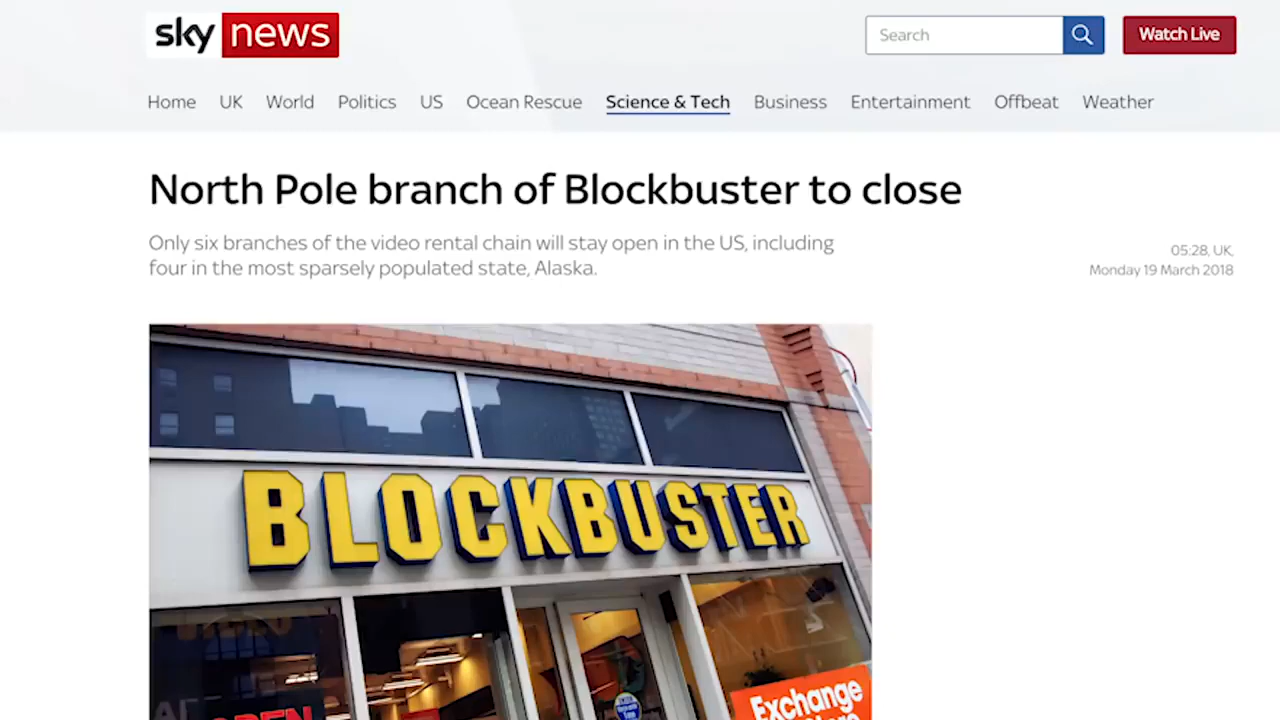 sky news
Search
Watch Live
Home UK World Politics US Ocean Rescue Science & Tech Business Entertainment Offbeat Weather
North Pole branch of Blockbuster to close
Only six branches of the video rental chain will stay open in the US, including
four in the most sparsely populated state, Alaska.
05:28, UK,
Monday 19 March 2018
BLOCKBUSTER
OPEN
Exchange